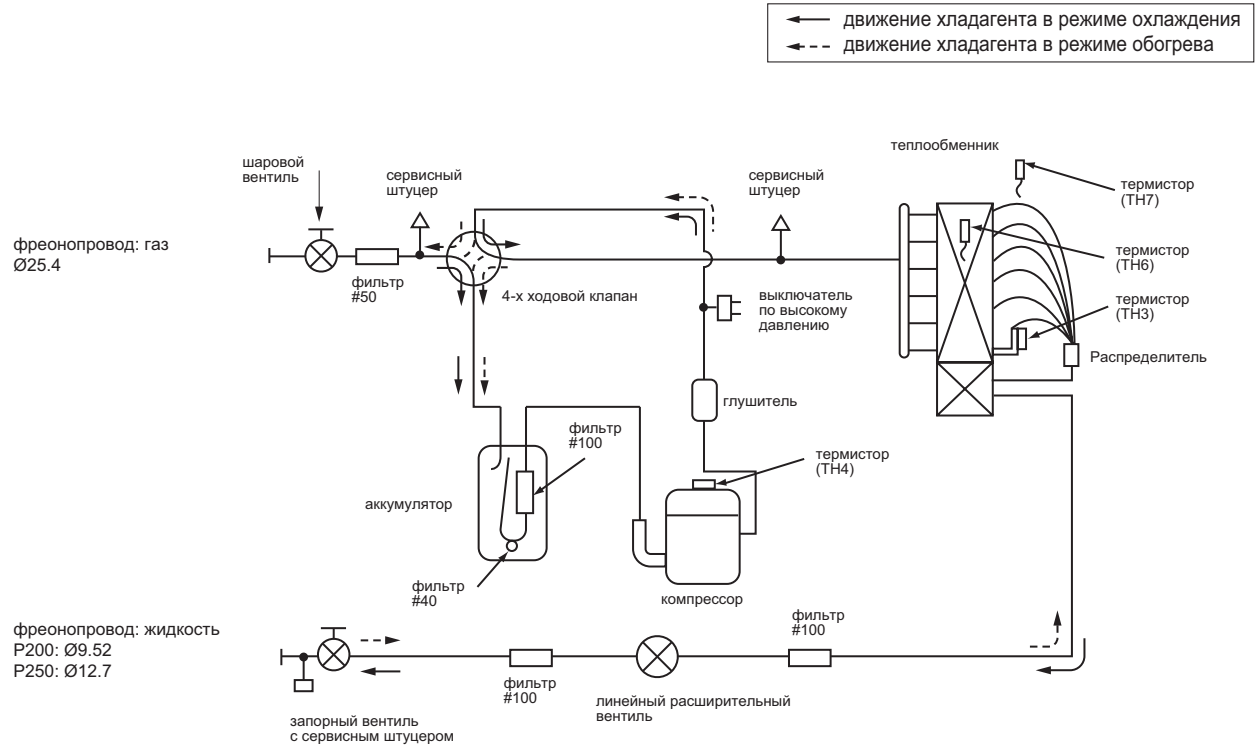 движение хладагента в режиме охлаждения
движение хладагента в режиме обогрева
теплообменник
шаровой
вентиль
сервисный
штуцер
сервисный
штуцер
термистор
(TH7)
фреонопровод: газ
Ø25.4
фильтр
#50
4-х ходовой клапан
выключатель
по высокому
давлению
термистор
(TH6)
термистор
(TH3)
Распределитель
глушитель
фильтр
#100
термистор
(TH4)
аккумулятор
фильтр
#40
компрессор
фреонопровод: жидкость
P200: Ø9.52
P250: Ø12.7
фильтр
#100
фильтр
#100
линейный расширительный
вентиль
запорный вентиль
с сервисным штуцером